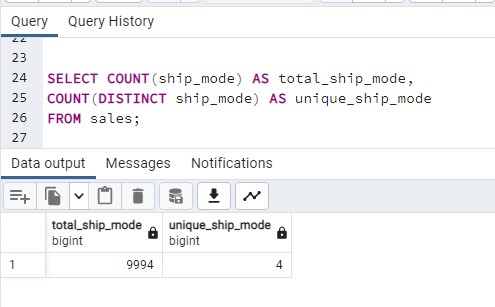 Query Query History
22
23
24 SELECT COUNT(ship_mode) AS total_ship_mode,
25 COUNT(DISTINCT ship_mode) AS unique_ship_mode
26 FROM sales;
27
Data output Messages Notifications
total_ship_mode unique_ship_mode
bigint bigint
1 9994 4